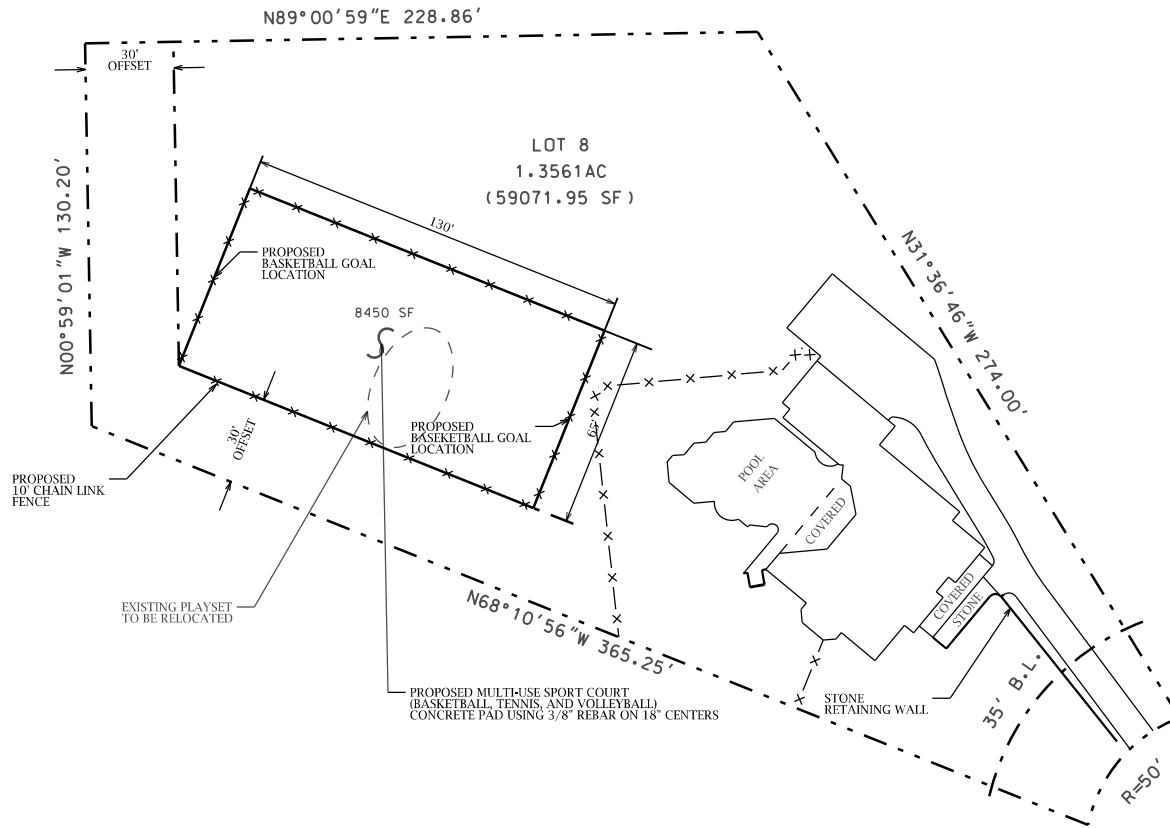 N89°00'59"E 228.86'
30'
OFFSET
LOT 8
1.3561AC
(59071.95 SF)
N00°59'01"W 130.20'
130'
N31°36'46"W 274.00'
PROPOSED
BASKETBALL GOAL
LOCATION
8450 SF
PROPOSED
BASEKETBALL GOAL
LOCATION
65'
30'
OFFSET
POOL
AREA
COVERED
PROPOSED
10' CHAIN LINK
FENCE
EXISTING PLAYSET
TO BE RELOCATED
N68°10'56"W 365.25'
COVERED
STONE
PROPOSED MULTI-USE SPORT COURT
(BASKETBALL, TENNIS, AND VOLLEYBALL)
CONCRETE PAD USING 3/8" REBAR ON 18" CENTERS
STONE
RETAINING WALL
35' B.L.
R=50'